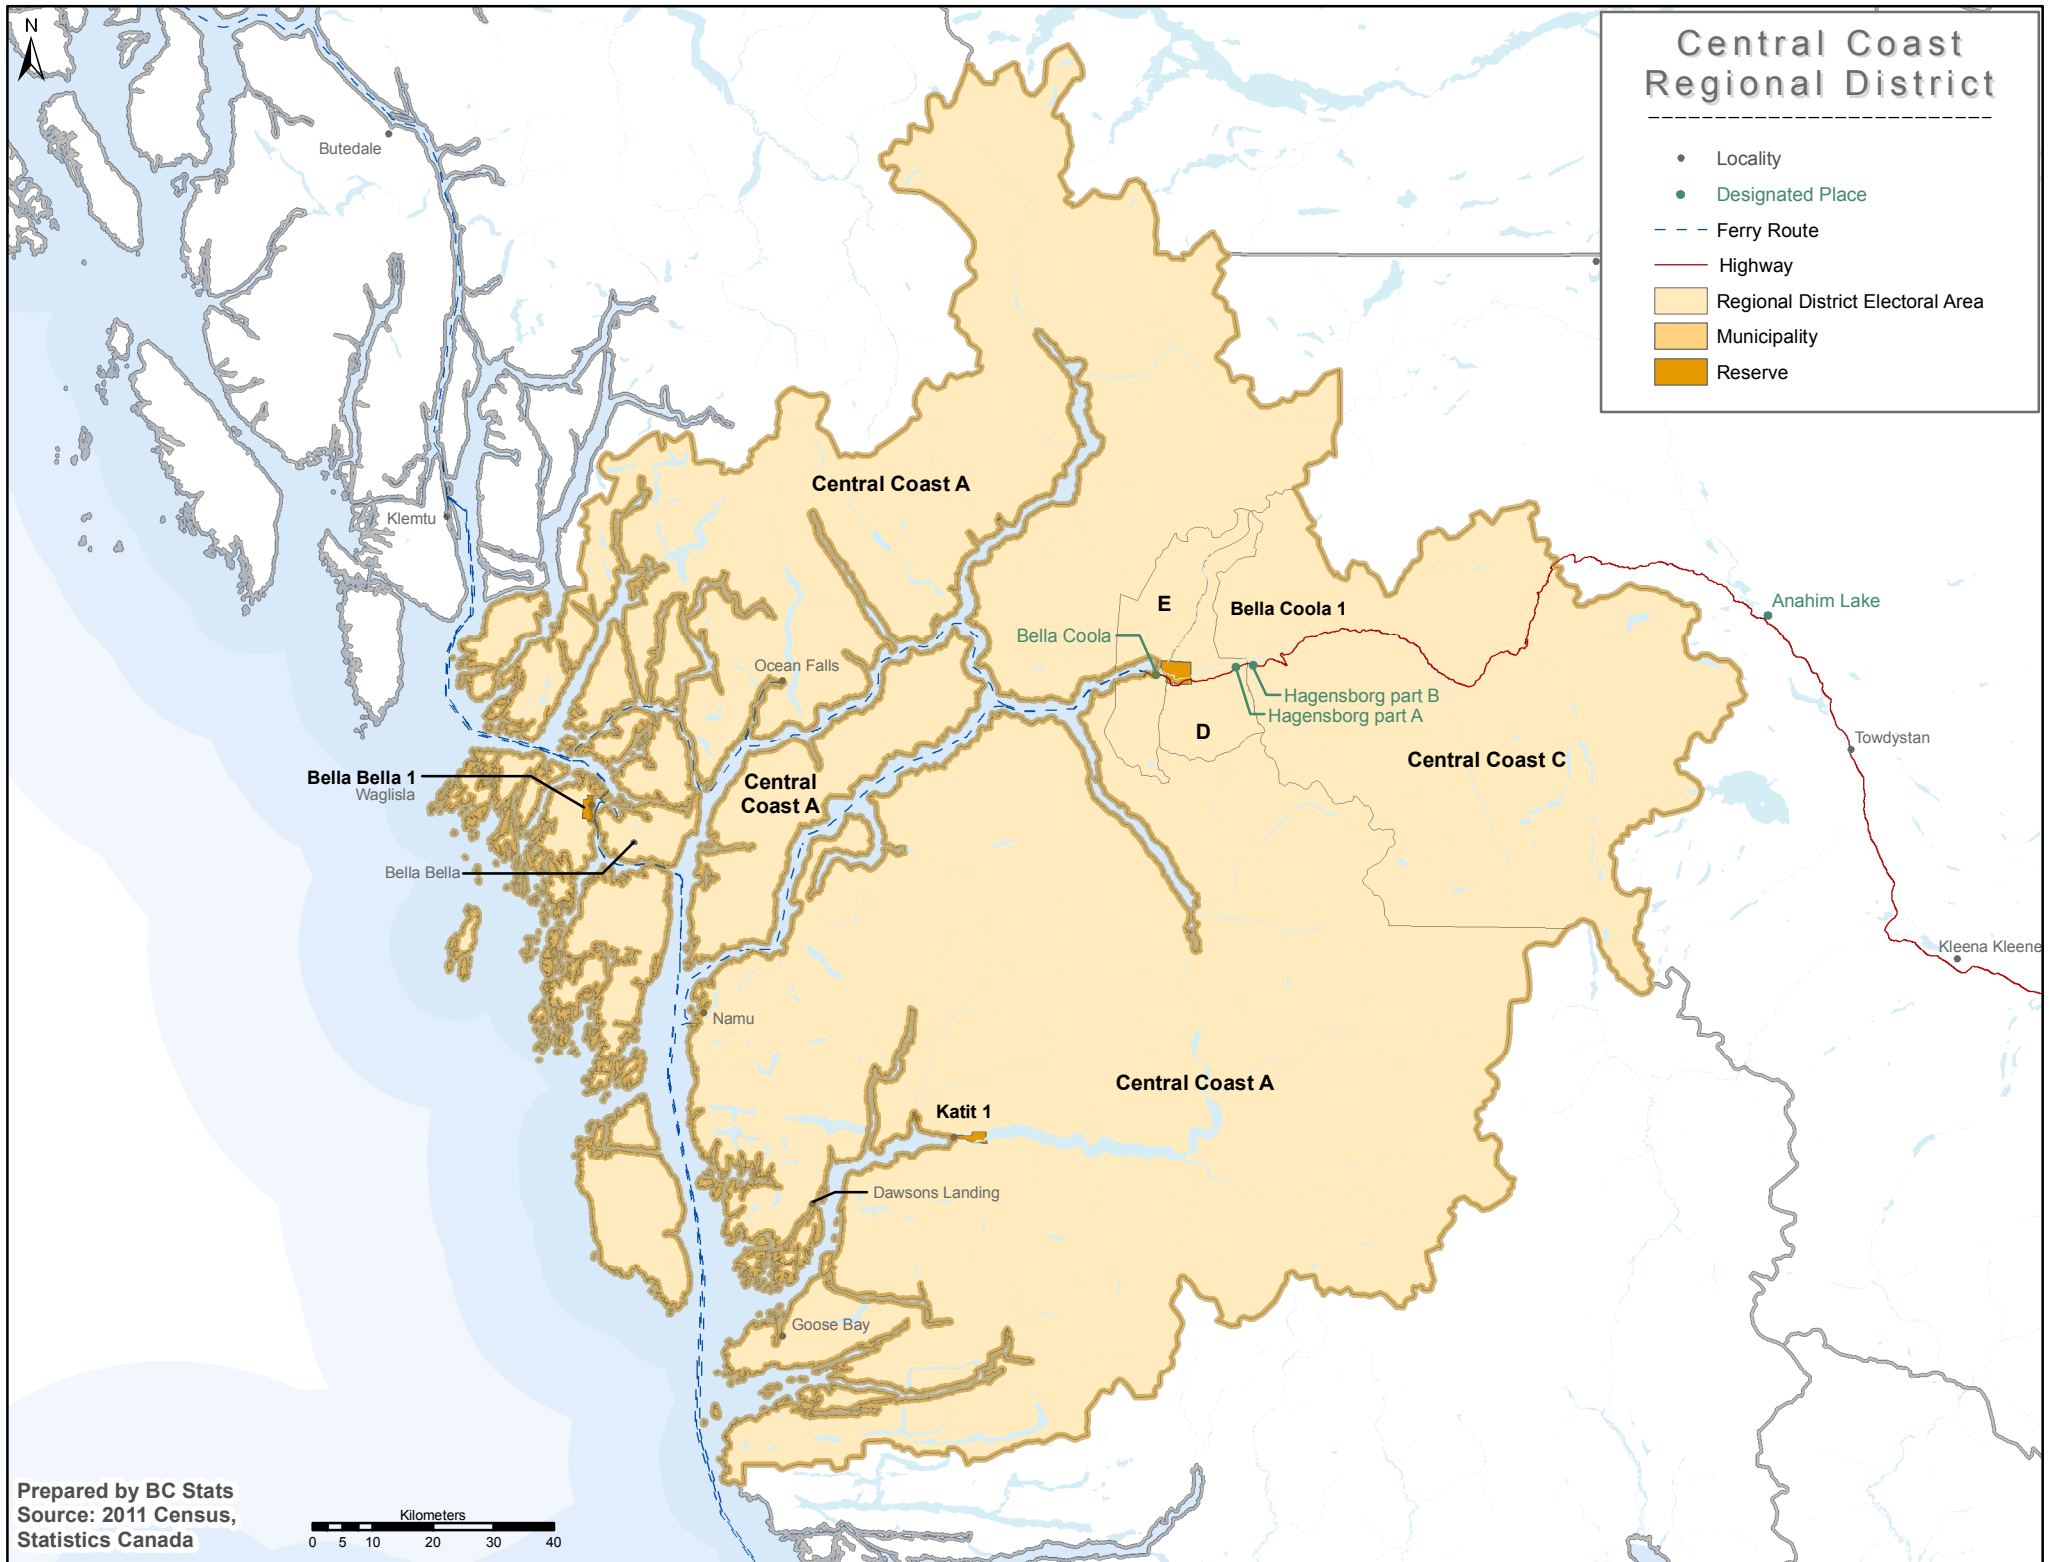 N
Central Coast
Regional District
Locality
Designated Place
Ferry Route
Highway
Regional District Electoral Area
Municipality
Reserve
Butedale
Klemtu
Central Coast A
E
Bella Coola 1
Bella Coola
Anahim Lake
Ocean Falls
Hagensborg part B
Hagensborg part A
D
Towdystan
Central Coast C
Bella Bella 1
Waglisla
Central
Coast A
Bella Bella
Kleena Kleene
Namu
Central Coast A
Katit 1
Dawsons Landing
Goose Bay
Prepared by BC Stats
Source: 2011 Census,
Statistics Canada
Kilometers
0 5 10 20 30 40